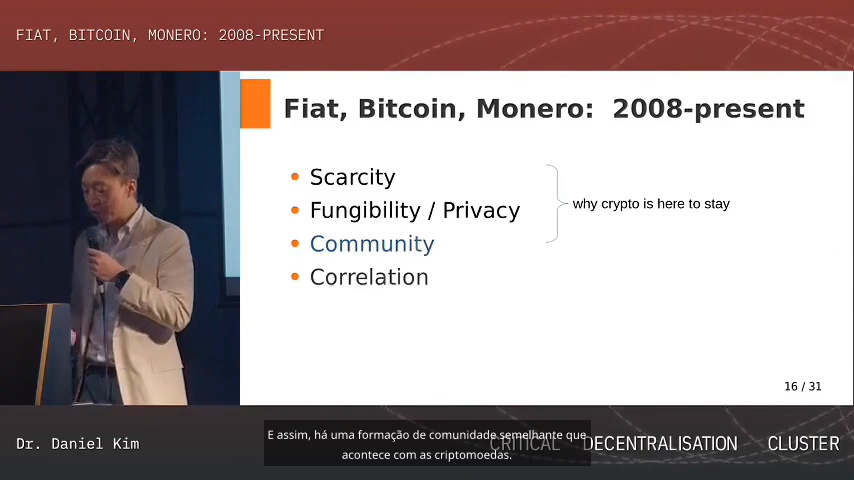 FIAT, BITCOIN, MONERO: 2008-PRESENT
Fiat, Bitcoin, Monero: 2008-present
Scarcity
Fungibility / Privacy
Community
Correlation
why crypto is here to stay
16 / 31
Dr. Daniel Kim
CRITICAL DECENTRALISATION CLUSTER
E assim, há uma formação de comunidade semelhante que
acontece com as criptomoedas.